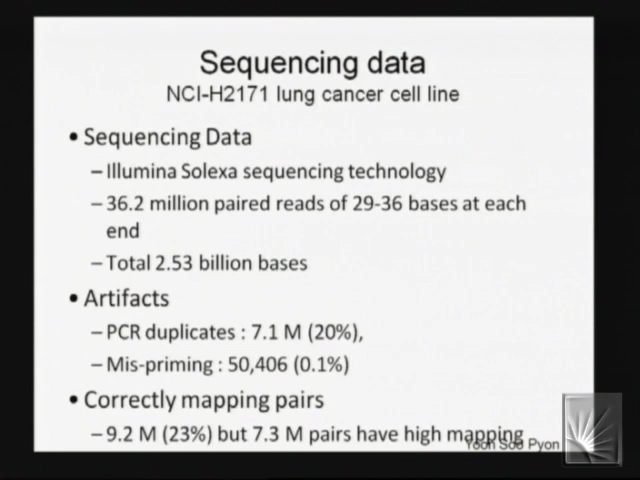 Sequencing data
NCI-H2171 lung cancer cell line
• Sequencing Data
– Illumina Solexa sequencing technology
– 36.2 million paired reads of 29-36 bases at each
end
– Total 2.53 billion bases
• Artifacts
– PCR duplicates : 7.1 M (20%),
– Mis-priming : 50,406 (0.1%)
• Correctly mapping pairs
– 9.2 M (23%) but 7.3 M pairs have high mapping
Yoon Soo Pyon